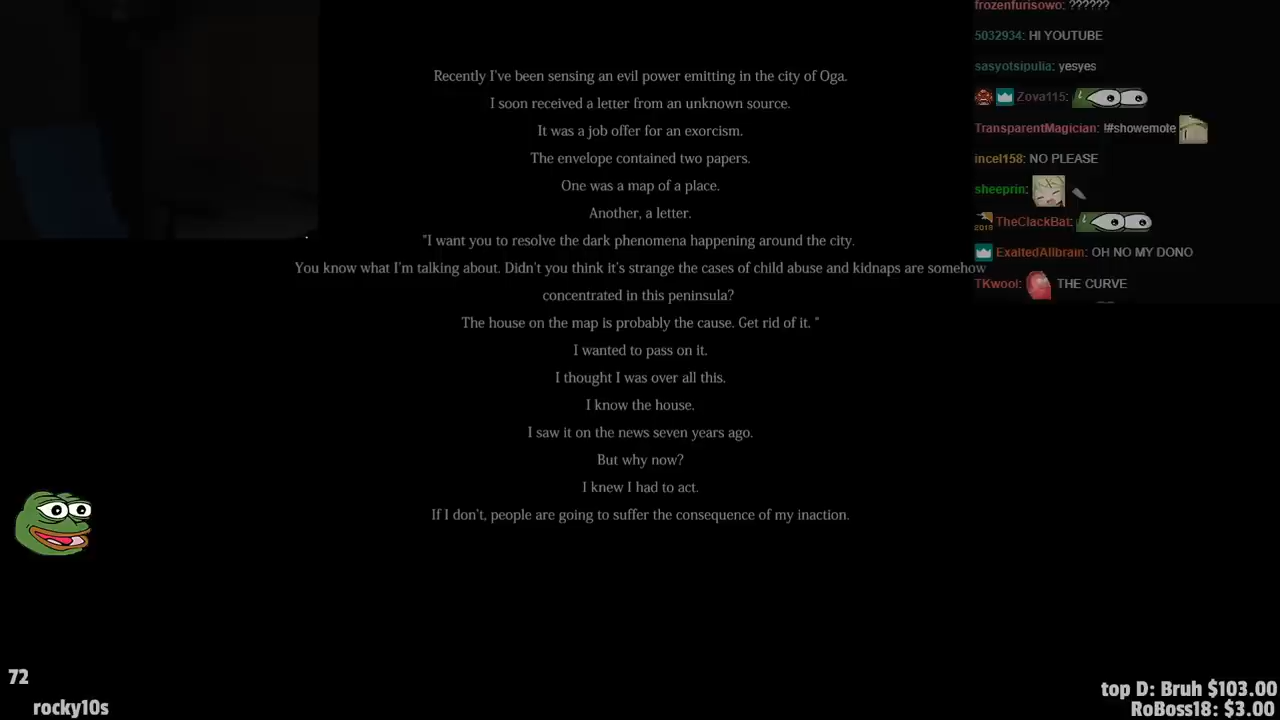 Recently I've been sensing an evil power emitting in the city of Oga.
I soon received a letter from an unknown source.
It was a job offer for an exorcism.
The envelope contained two papers.
One was a map of a place.
Another, a letter.
"I want you to resolve the dark phenomena happening around the city.
You know what I'm talking about. Didn't you think it's strange the cases of child abuse and kidnaps are somehow
concentrated in this peninsula?
The house on the map is probably the cause. Get rid of it. "
I wanted to pass on it.
I thought I was over all this.
I know the house.
I saw it on the news seven years ago.
But why now?
I knew I had to act.
If I don't, people are going to suffer the consequence of my inaction.
frozenfurisowo: ??????
5032934: HI YOUTUBE
sasyotsipulia: yesyes
Zova115:
TransparentMagician: !#showemote
incel158: NO PLEASE
sheeprin:
2018 TheClackBat:
ExaltedAllbrain: OH NO MY DONO
TKwool: THE CURVE
72
rocky10s
top D: Bruh $103.00
RoBoss18: $3.00